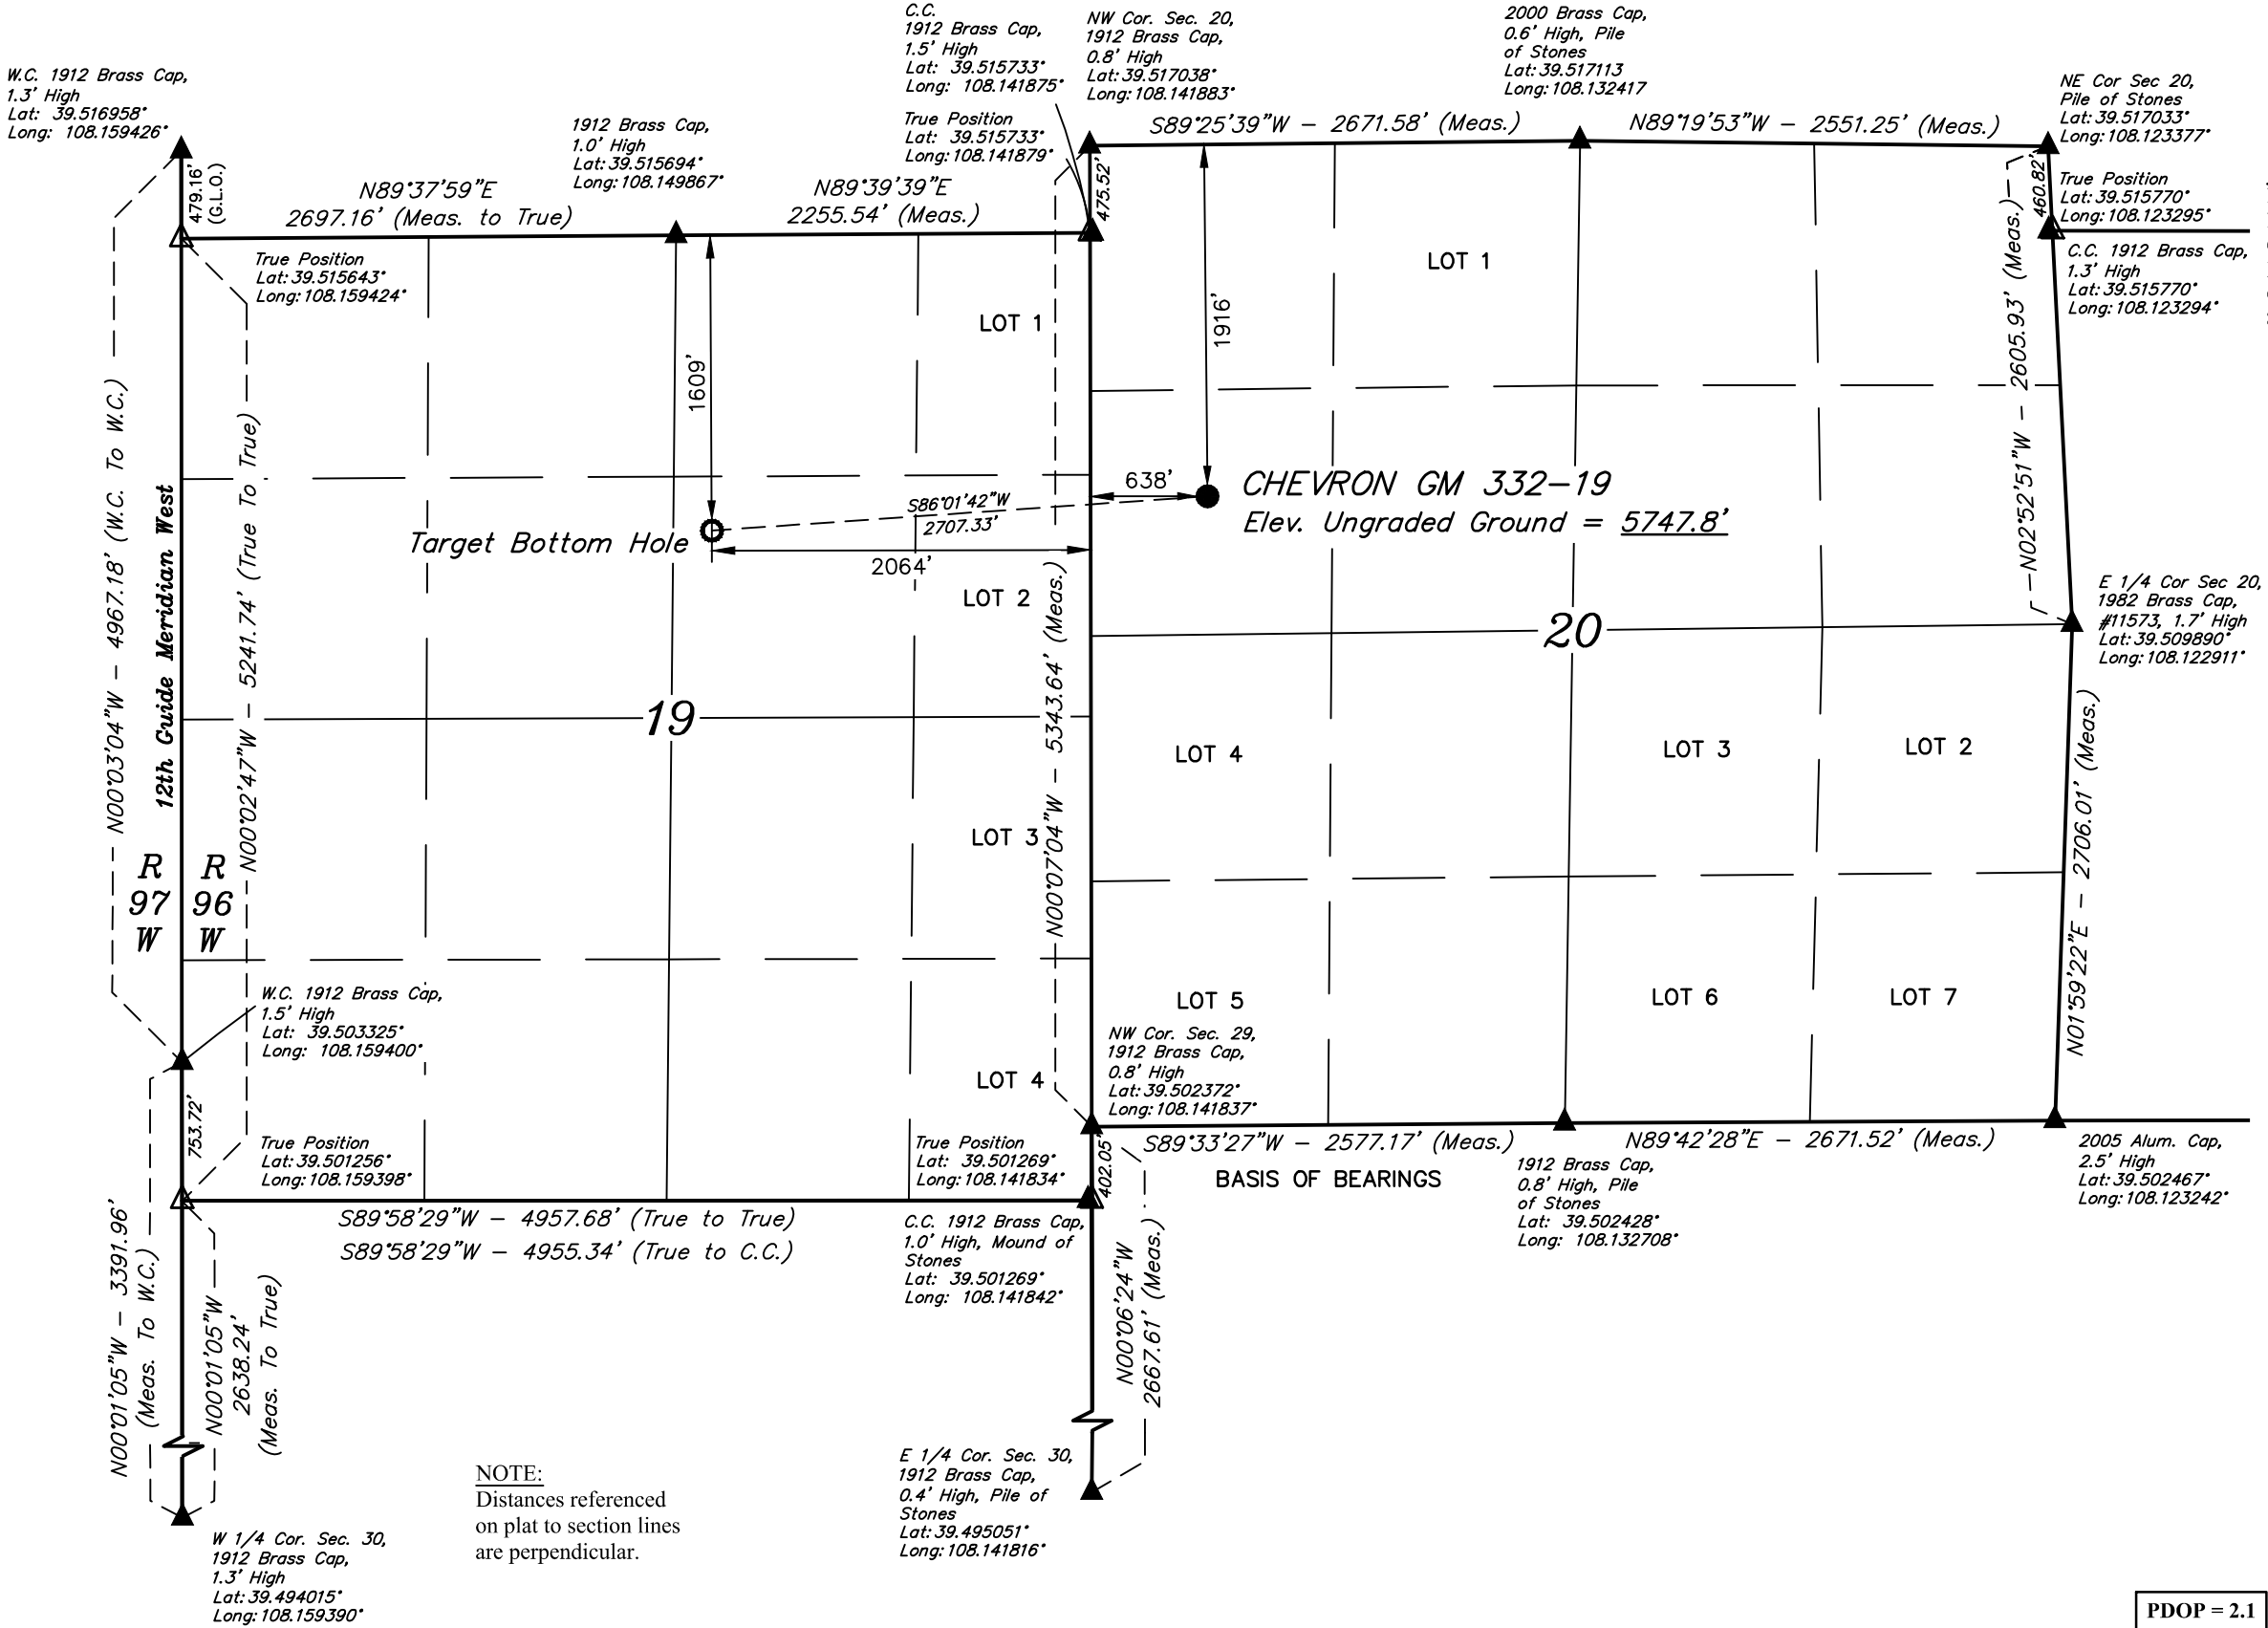 W.C. 1912 Brass Cap,
1.3' High
Lat: 39.516958°
Long: 108.159426°
1912 Brass Cap,
1.0' High
Lat: 39.515694°
Long: 108.149867°
C.C.
1912 Brass Cap,
1.5' High
Lat: 39.515733°
Long: 108.141875°
True Position
Lat: 39.515733°
Long: 108.141879°
NW Cor. Sec. 20,
1912 Brass Cap,
0.8' High
Lat: 39.517038°
Long: 108.141883°
2000 Brass Cap,
0.6' High, Pile
of Stones
Lat: 39.517113
Long: 108.132417
NE Cor Sec 20,
Pile of Stones
Lat: 39.517033°
Long: 108.123377°
True Position
Lat: 39.515770°
Long: 108.123295°
C.C. 1912 Brass Cap,
1.3' High
Lat: 39.515770°
Long: 108.123294°
S89°25'39"W - 2671.58' (Meas.)
N89°19'53"W - 2551.25' (Meas.)
N89°37'59"E
2697.16' (Meas. to True)
N89°39'39"E
2255.54' (Meas.)
479.16'
(G.L.O.)
475.52'
460.82'
True Position
Lat: 39.515643°
Long: 108.159424°
LOT 1
LOT 1
1609'
1916'
638'
CHEVRON GM 332-19
Elev. Ungraded Ground = 5747.8'
S86°01'42"W
2707.33'
Target Bottom Hole
2064'
LOT 2
N02°52'51"W - 2605.93' (Meas.)
E 1/4 Cor Sec 20,
1982 Brass Cap,
#11573, 1.7' High
Lat: 39.509890°
Long: 108.122911°
N00°03'04"W - 4967.18' (W.C. To W.C.)
12th Guide Meridian West
N00°02'47"W - 5241.74' (True To True)
N00°07'04"W - 5343.64' (Meas.)
19
20
LOT 4
LOT 3
LOT 2
LOT 3
R
97
W
R
96
W
N01°59'22"E - 2706.01' (Meas.)
LOT 5
LOT 6
LOT 7
W.C. 1912 Brass Cap,
1.5' High
Lat: 39.503325°
Long: 108.159400°
LOT 4
NW Cor. Sec. 29,
1912 Brass Cap,
0.8' High
Lat: 39.502372°
Long: 108.141837°
753.72'
True Position
Lat: 39.501256°
Long: 108.159398°
True Position
Lat: 39.501269°
Long: 108.141834°
402.05'
S89°33'27"W - 2577.17' (Meas.)
BASIS OF BEARINGS
N89°42'28"E - 2671.52' (Meas.)
1912 Brass Cap,
0.8' High, Pile
of Stones
Lat: 39.502428°
Long: 108.132708°
2005 Alum. Cap,
2.5' High
Lat: 39.502467°
Long: 108.123242°
S89°58'29"W - 4957.68' (True to True)
S89°58'29"W - 4955.34' (True to C.C.)
C.C. 1912 Brass Cap,
1.0' High, Mound of
Stones
Lat: 39.501269°
Long: 108.141842°
N00°01'05"W - 3391.96'
(Meas. To W.C.)
N00°01'05"W
2638.24'
(Meas. To True)
N00°06'24"W
2667.61' (Meas.)
E 1/4 Cor. Sec. 30,
1912 Brass Cap,
0.4' High, Pile of
Stones
Lat: 39.495051°
Long: 108.141816°
NOTE:
Distances referenced
on plat to section lines
are perpendicular.
W 1/4 Cor. Sec. 30,
1912 Brass Cap,
1.3' High
Lat: 39.494015°
Long: 108.159390°
PDOP = 2.1